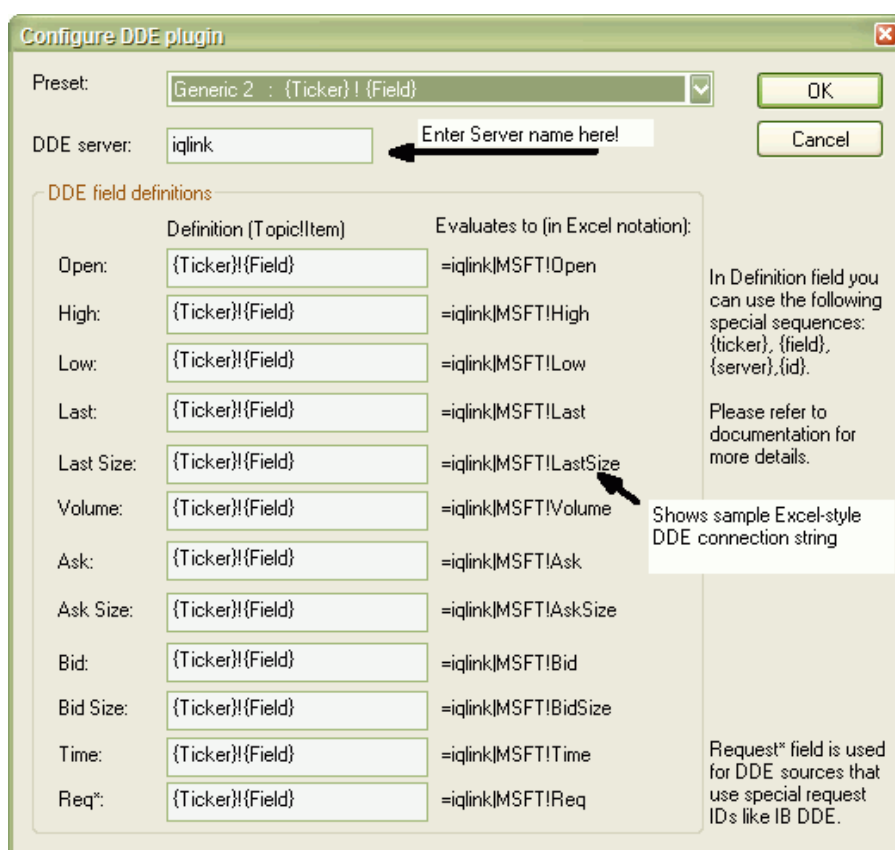 Configure DDE plugin
Preset: Generic 2 : {Ticker} ! {Field} OK
DDE server: iqlink Enter Server name here! Cancel
DDE field definitions
Definition (Topic!Item) Evaluates to (in Excel notation):
Open: {Ticker}!{Field} =iqlink|MSFT!Open
High: {Ticker}!{Field} =iqlink|MSFT!High
Low: {Ticker}!{Field} =iqlink|MSFT!Low
Last: {Ticker}!{Field} =iqlink|MSFT!Last
Last Size: {Ticker}!{Field} =iqlink|MSFT!LastSize
Volume: {Ticker}!{Field} =iqlink|MSFT!Volume
Ask: {Ticker}!{Field} =iqlink|MSFT!Ask
Ask Size: {Ticker}!{Field} =iqlink|MSFT!AskSize
Bid: {Ticker}!{Field} =iqlink|MSFT!Bid
Bid Size: {Ticker}!{Field} =iqlink|MSFT!BidSize
Time: {Ticker}!{Field} =iqlink|MSFT!Time
Req*: {Ticker}!{Field} =iqlink|MSFT!Req
In Definition field you
can use the following
special sequences:
{ticker}, {field},
{server},{id}.
Please refer to
documentation for
more details.
Shows sample Excel-style
DDE connection string
Request* field is used
for DDE sources that
use special request
IDs like IB DDE.